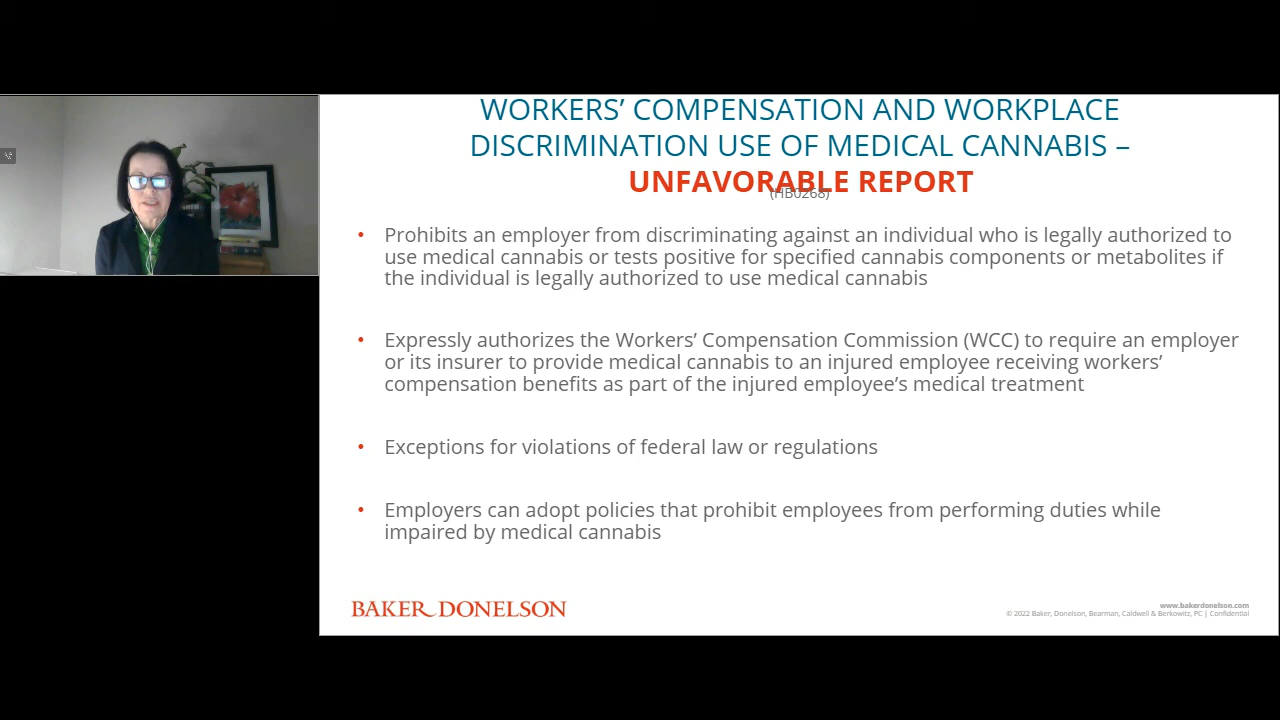 WORKERS’ COMPENSATION AND WORKPLACE
DISCRIMINATION USE OF MEDICAL CANNABIS –
UNFAVORABLE REPORT
(HB0268)
• Prohibits an employer from discriminating against an individual who is legally authorized to
use medical cannabis or tests positive for specified cannabis components or metabolites if
the individual is legally authorized to use medical cannabis
• Expressly authorizes the Workers’ Compensation Commission (WCC) to require an employer
or its insurer to provide medical cannabis to an injured employee receiving workers’
compensation benefits as part of the injured employee’s medical treatment
• Exceptions for violations of federal law or regulations
• Employers can adopt policies that prohibit employees from performing duties while
impaired by medical cannabis
BAKER DONELSON
www.bakerdonelson.com
© 2022 Baker, Donelson, Bearman, Caldwell & Berkowitz, PC | Confidential